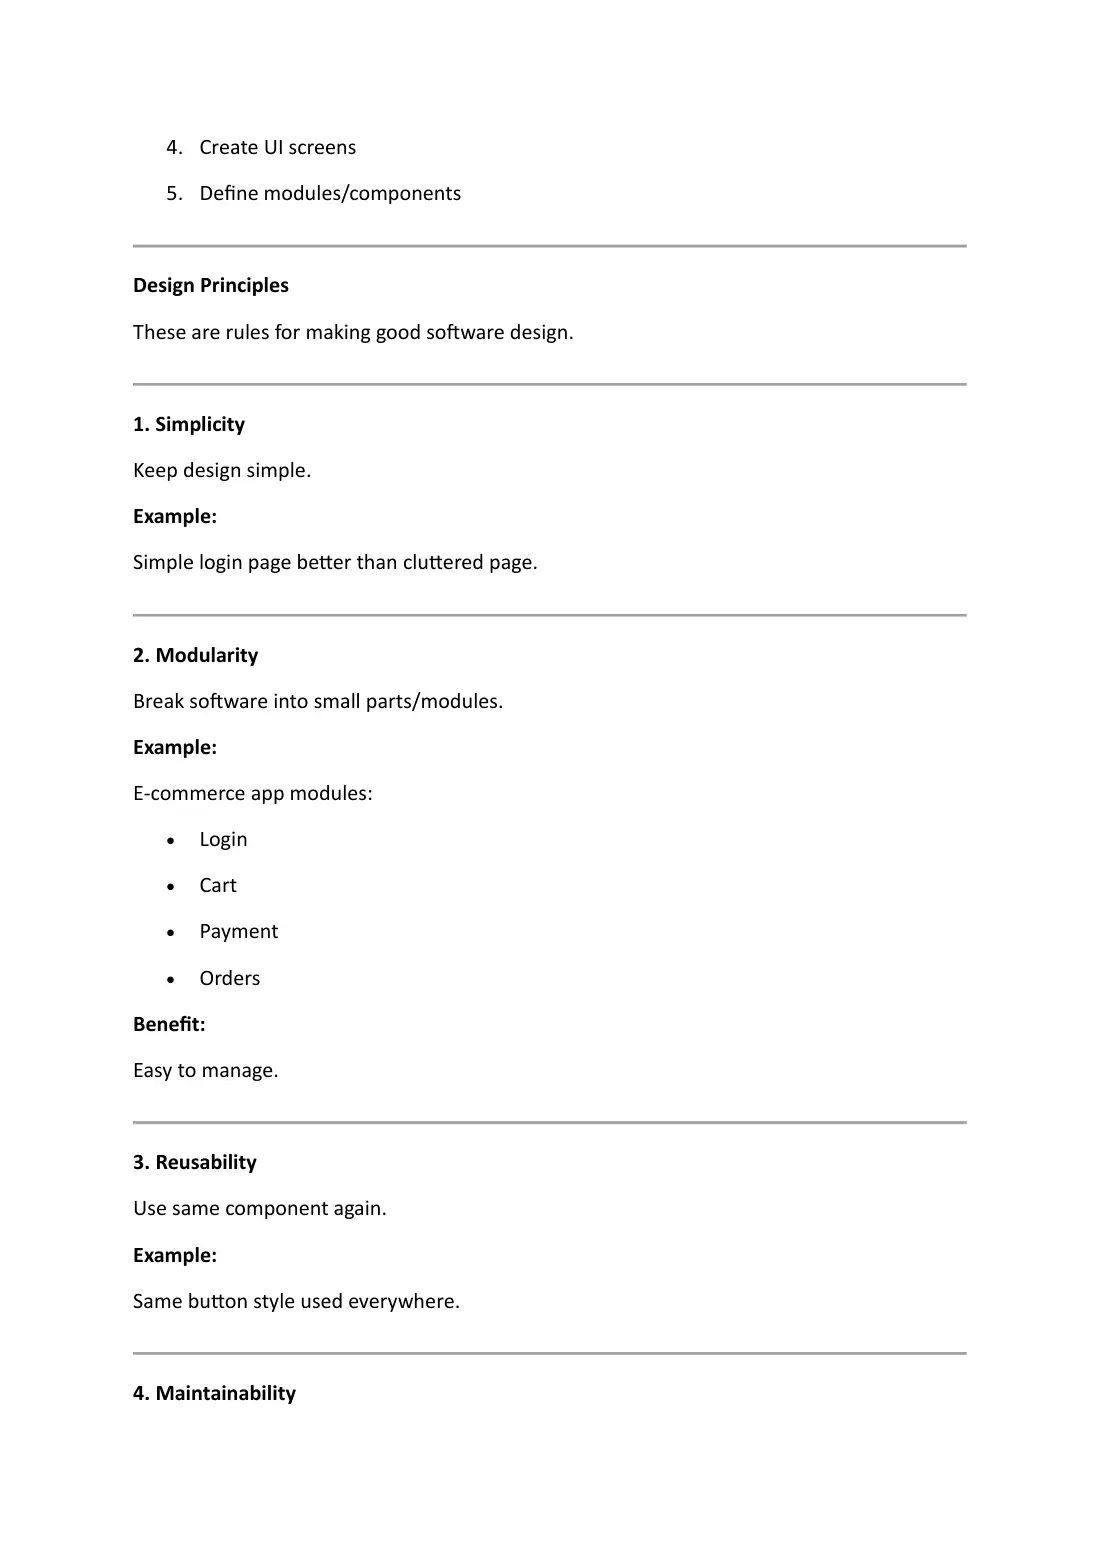 4. Create UI screens
5. Define modules/components
Design Principles
These are rules for making good software design.
1. Simplicity
Keep design simple.
Example:
Simple login page better than cluttered page.
2. Modularity
Break software into small parts/modules.
Example:
E-commerce app modules:
• Login
• Cart
• Payment
• Orders
Benefit:
Easy to manage.
3. Reusability
Use same component again.
Example:
Same button style used everywhere.
4. Maintainability